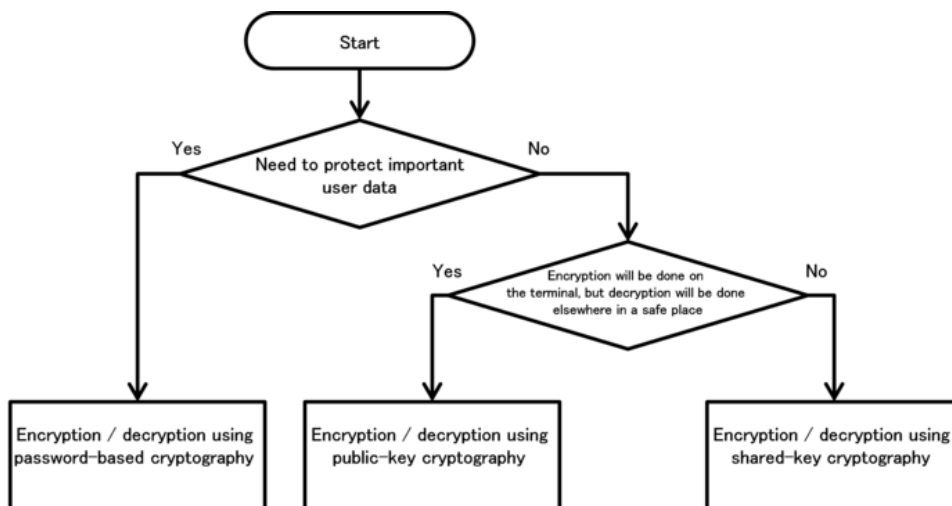 Start
Yes
No
Need to protect important
user data
Yes
No
Encryption will be done on
the terminal, but decryption will be done
elsewhere in a safe place
Encryption / decryption using
password-based cryptography
Encryption / decryption using
public-key cryptography
Encryption / decryption using
shared-key cryptography